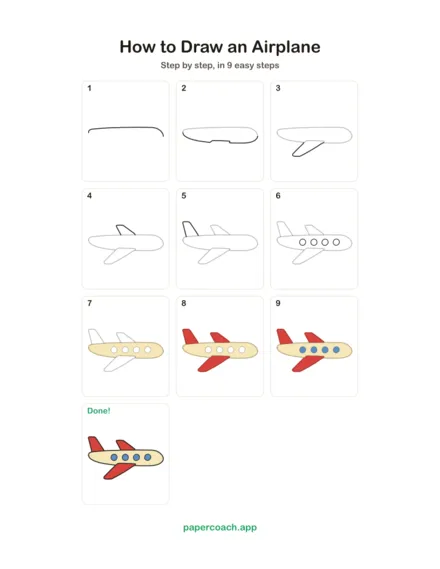 How to Draw an Airplane
Step by step, in 9 easy steps
1
2
3
4
5
6
7
8
9
Done!
papercoach.app